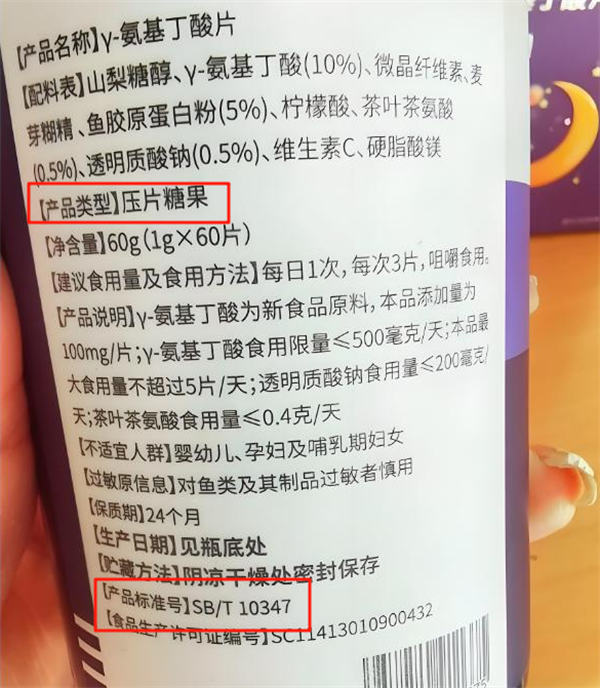 【产品名称】γ-氨基丁酸片
【配料表】山梨糖醇、γ-氨基丁酸(10%)、微晶纤维素、麦
芽糊精、鱼胶原蛋白粉(5%)、柠檬酸、茶叶茶氨酸
(0.5%)、透明质酸钠(0.5%)、维生素C、硬脂酸镁
【产品类型】压片糖果
【净含量】60g(1g×60片)
【建议食用量及食用方法】每日1次，每次3片，咀嚼食用。
【产品说明】γ-氨基丁酸为新食品原料，本品添加量为
100mg/片；γ-氨基丁酸食用限量≤500毫克/天；本品最
大食用量不超过5片/天；透明质酸钠食用量≤200毫克/
天；茶叶茶氨酸食用量≤0.4克/天
【不适宜人群】婴幼儿、孕妇及哺乳期妇女
【过敏原信息】对鱼类及其制品过敏者慎用
【保质期】24个月
【生产日期】见瓶底处
【贮藏方法】阴凉干燥处密封保存
【产品标准号】SB/T 10347
【食品生产许可证编号】SC11413010900432